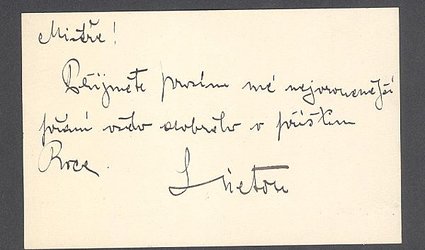 Mistře!
Přijměte prosím mé nejvroucnější
přání všeho dobrého v příštím
Roce.